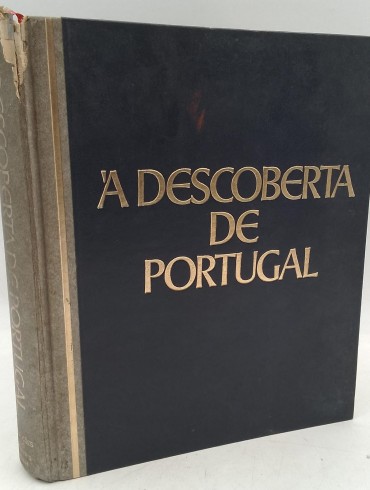 À DESCOBERTA
DE
PORTUGAL
DESCOBERTA DE PORTUGAL